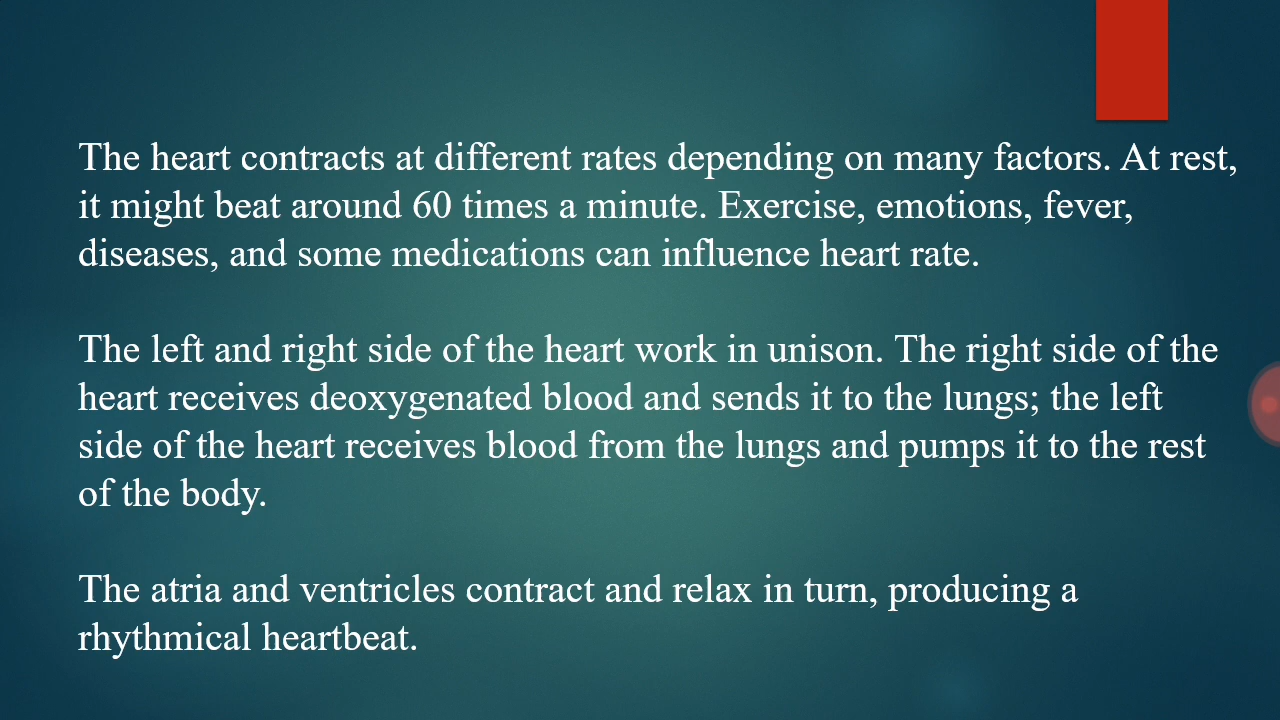 The heart contracts at different rates depending on many factors. At rest,
it might beat around 60 times a minute. Exercise, emotions, fever,
diseases, and some medications can influence heart rate.
The left and right side of the heart work in unison. The right side of the
heart receives deoxygenated blood and sends it to the lungs; the left
side of the heart receives blood from the lungs and pumps it to the rest
of the body.
The atria and ventricles contract and relax in turn, producing a
rhythmical heartbeat.